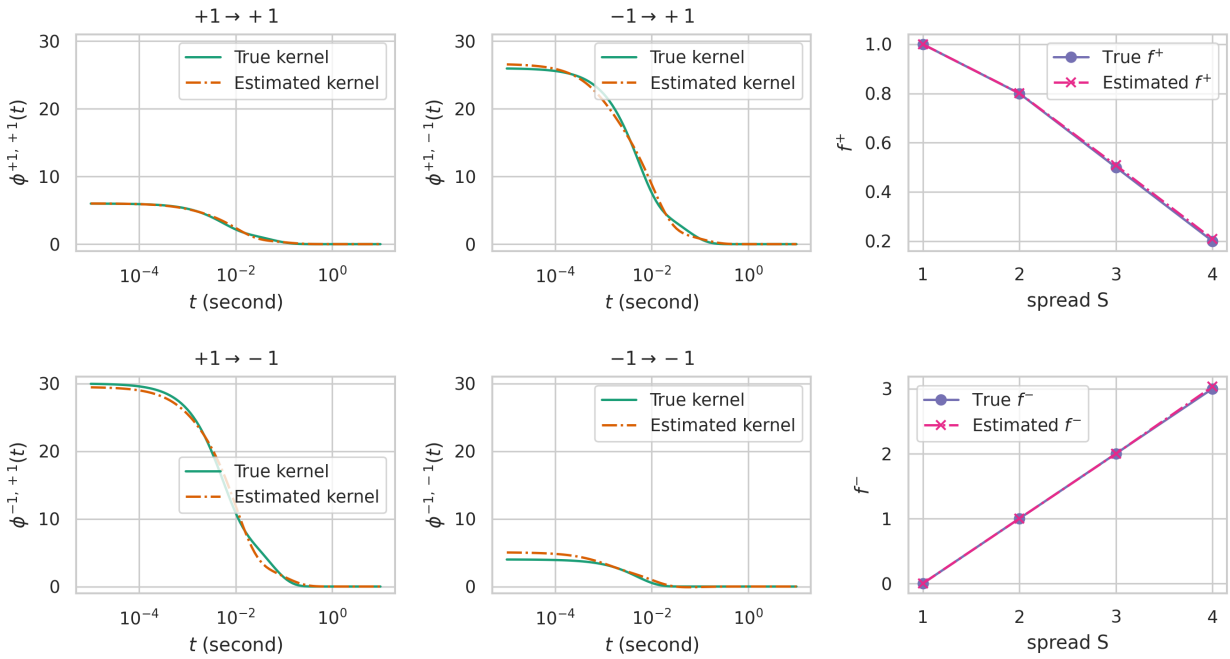 +1 → +1
30
20
10
0
ϕ+1, +1(t)
True kernel
Estimated kernel
10−4
10−2
100
t (second)
−1 → +1
30
20
10
0
ϕ+1, −1(t)
True kernel
Estimated kernel
10−4
10−2
100
t (second)
1.0
0.8
0.6
0.4
0.2
f+
True f+
Estimated f+
1
2
3
4
spread S
+1 → − 1
30
20
10
0
ϕ−1, +1(t)
True kernel
Estimated kernel
10−4
10−2
100
t (second)
−1 → − 1
30
20
10
0
ϕ−1, −1(t)
True kernel
Estimated kernel
10−4
10−2
100
t (second)
3
2
1
0
f−
True f−
Estimated f−
1
2
3
4
spread S